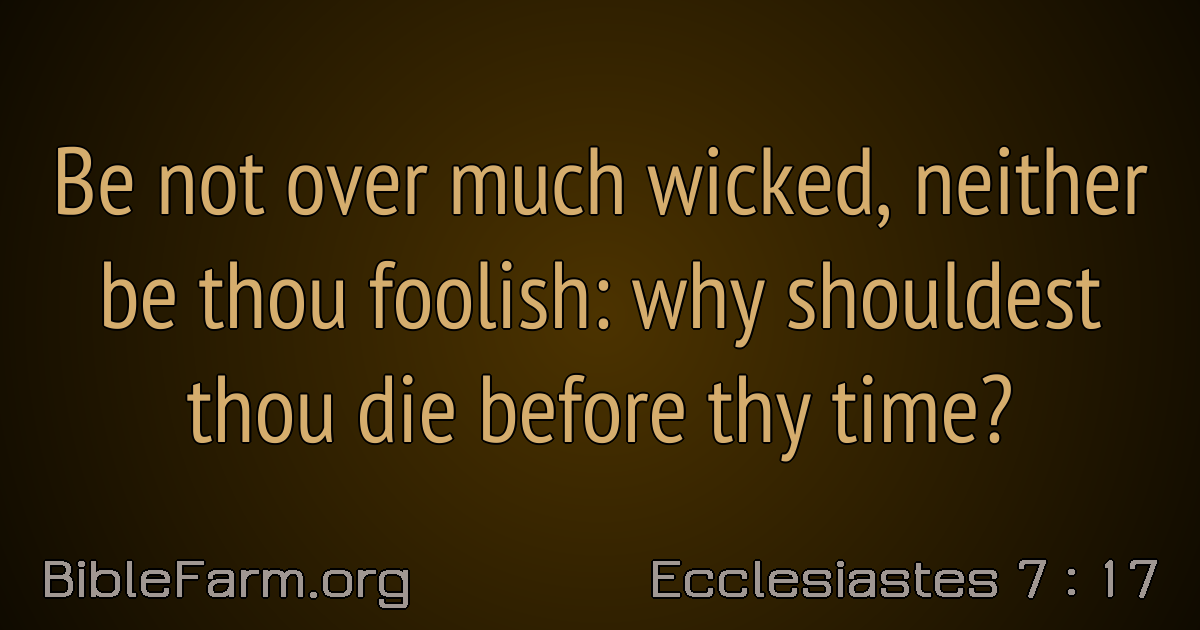 Be not over much wicked, neither
be thou foolish: why shouldest
thou die before thy time?
BibleFarm.org
Ecclesiastes 7 : 17